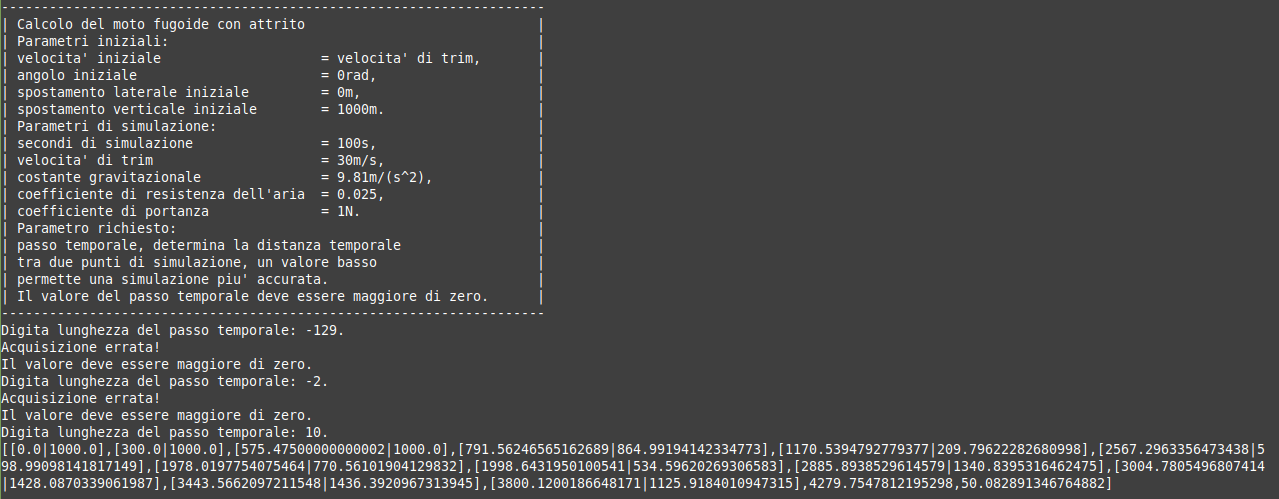 --------------------------------------------------------------------
| Calcolo del moto fugoide con attrito                             |
| Parametri iniziali:                                              |
| velocita' iniziale                    = velocita' di trim,       |
| angolo iniziale                       = 0rad,                    |
| spostamento laterale iniziale         = 0m,                      |
| spostamento verticale iniziale        = 1000m.                   |
| Parametri di simulazione:                                        |
| secondi di simulazione                = 100s,                    |
| velocita' di trim                     = 30m/s,                   |
| costante gravitazionale               = 9.81m/(s^2),             |
| coefficiente di resistenza dell'aria  = 0.025,                   |
| coefficiente di portanza              = 1N.                      |
| Parametro richiesto:                                             |
| passo temporale, determina la distanza temporale                 |
| tra due punti di simulazione, un valore basso                    |
| permette una simulazione piu' accurata.                          |
| Il valore del passo temporale deve essere maggiore di zero.      |
--------------------------------------------------------------------
Digita lunghezza del passo temporale: -129.
Acquisizione errata!
Il valore deve essere maggiore di zero.
Digita lunghezza del passo temporale: -2.
Acquisizione errata!
Il valore deve essere maggiore di zero.
Digita lunghezza del passo temporale: 10.
[[0.0|1000.0],[300.0|1000.0],[575.47500000000002|1000.0],[791.56246565162689|864.99194142334773],[1170.5394792779377|209.79622282680998],[2567.2963356473438|5
98.99098141817149],[1978.0197754075464|770.56101904129832],[1998.6431950100541|534.59620269306583],[2885.8938529614579|1340.8395316462475],[3004.7805496807414
|1428.0870339061987],[3443.5662097211548|1436.3920967313945],[3800.1200186648171|1125.9184010947315],4279.7547812195298,50.082891346764882]